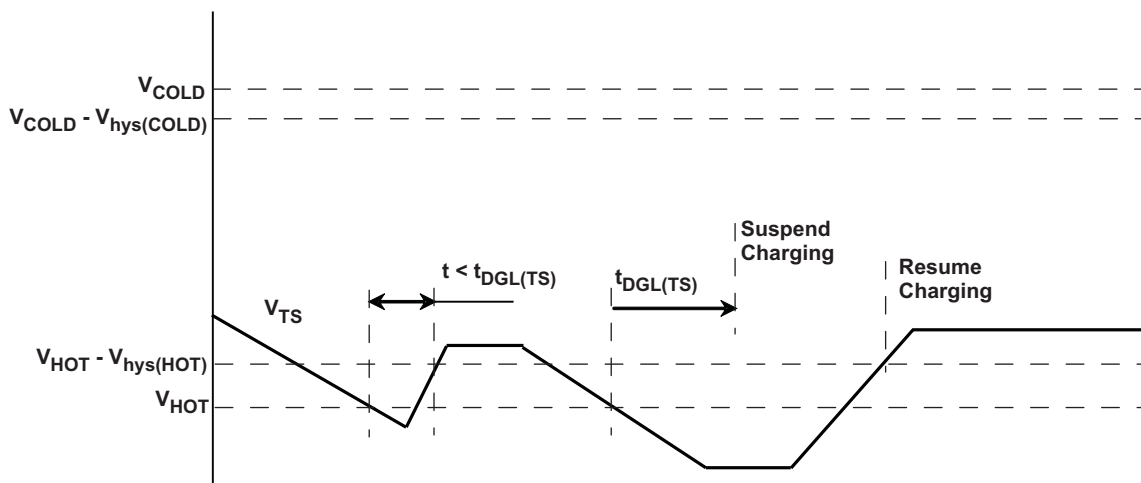 V_COLD
V_COLD - V_hys(COLD)
Suspend
Charging
t < t_DGL(TS)
t_DGL(TS)
Resume
Charging
V_TS
V_HOT - V_hys(HOT)
V_HOT